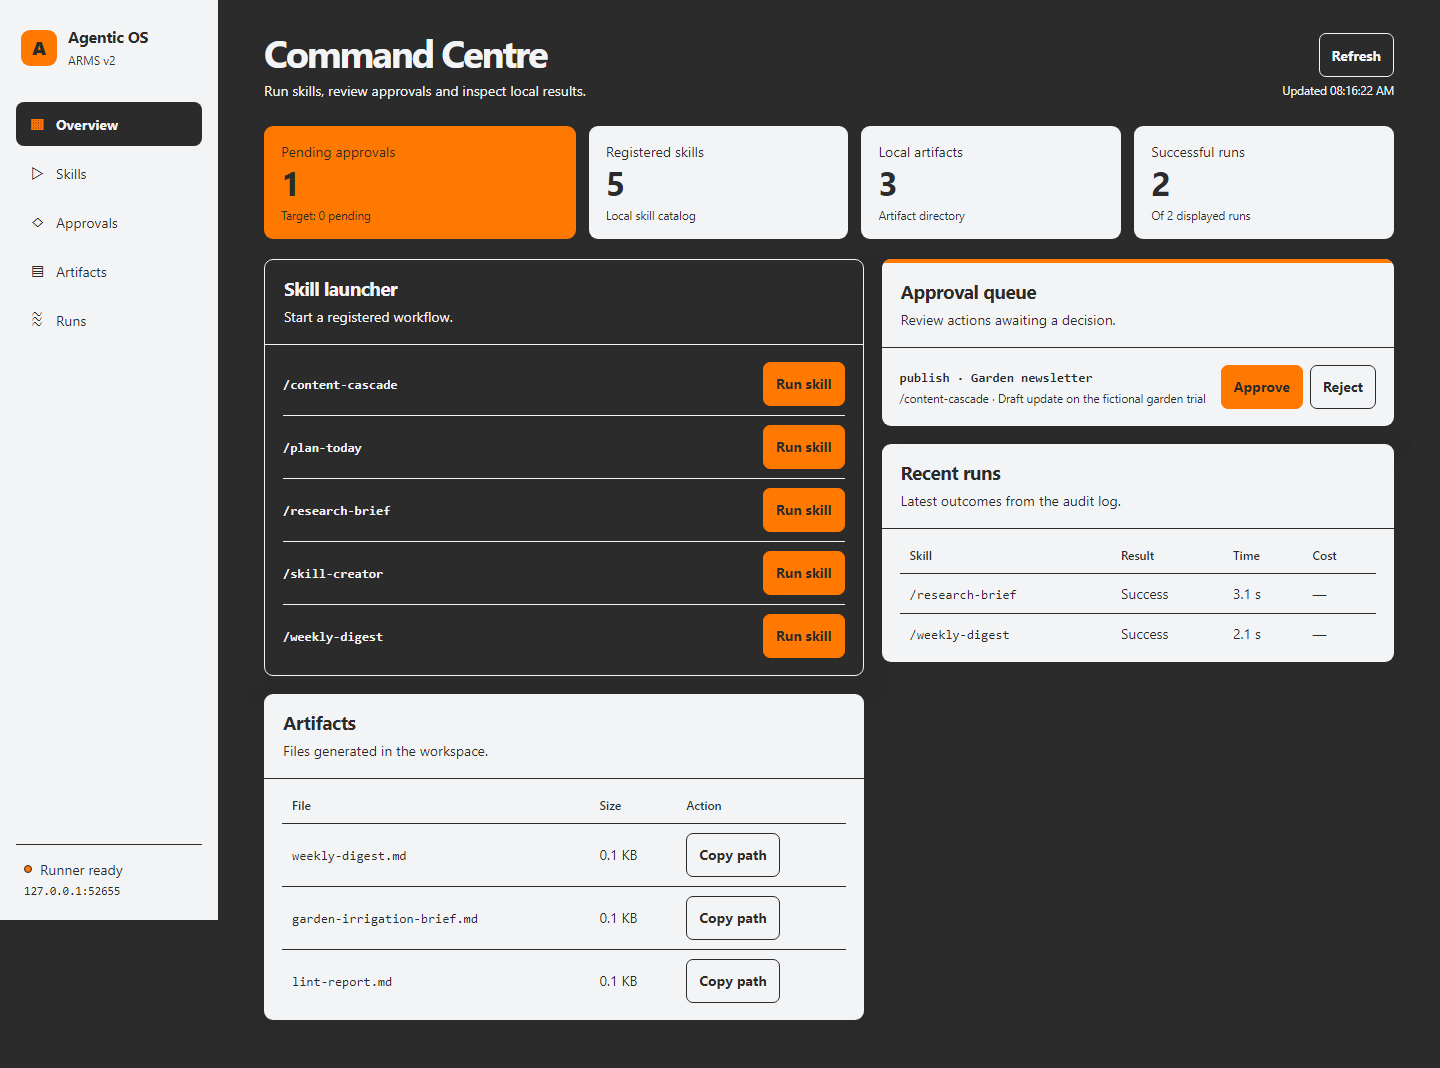 A
Agentic OS
ARMS v2
Overview
Skills
Approvals
Artifacts
Runs
Runner ready
127.0.0.1:52655
Command Centre
Run skills, review approvals and inspect local results.
Refresh
Updated 08:16:22 AM
Pending approvals
1
Target: 0 pending
Registered skills
5
Local skill catalog
Local artifacts
3
Artifact directory
Successful runs
2
Of 2 displayed runs
Skill launcher
Start a registered workflow.
/content-cascade Run skill
/plan-today Run skill
/research-brief Run skill
/skill-creator Run skill
/weekly-digest Run skill
Approval queue
Review actions awaiting a decision.
publish · Garden newsletter
/content-cascade · Draft update on the fictional garden trial
Approve Reject
Recent runs
Latest outcomes from the audit log.
Skill Result Time Cost
/research-brief Success 3.1 s —
/weekly-digest Success 2.1 s —
Artifacts
Files generated in the workspace.
File Size Action
weekly-digest.md 0.1 KB Copy path
garden-irrigation-brief.md 0.1 KB Copy path
lint-report.md 0.1 KB Copy path